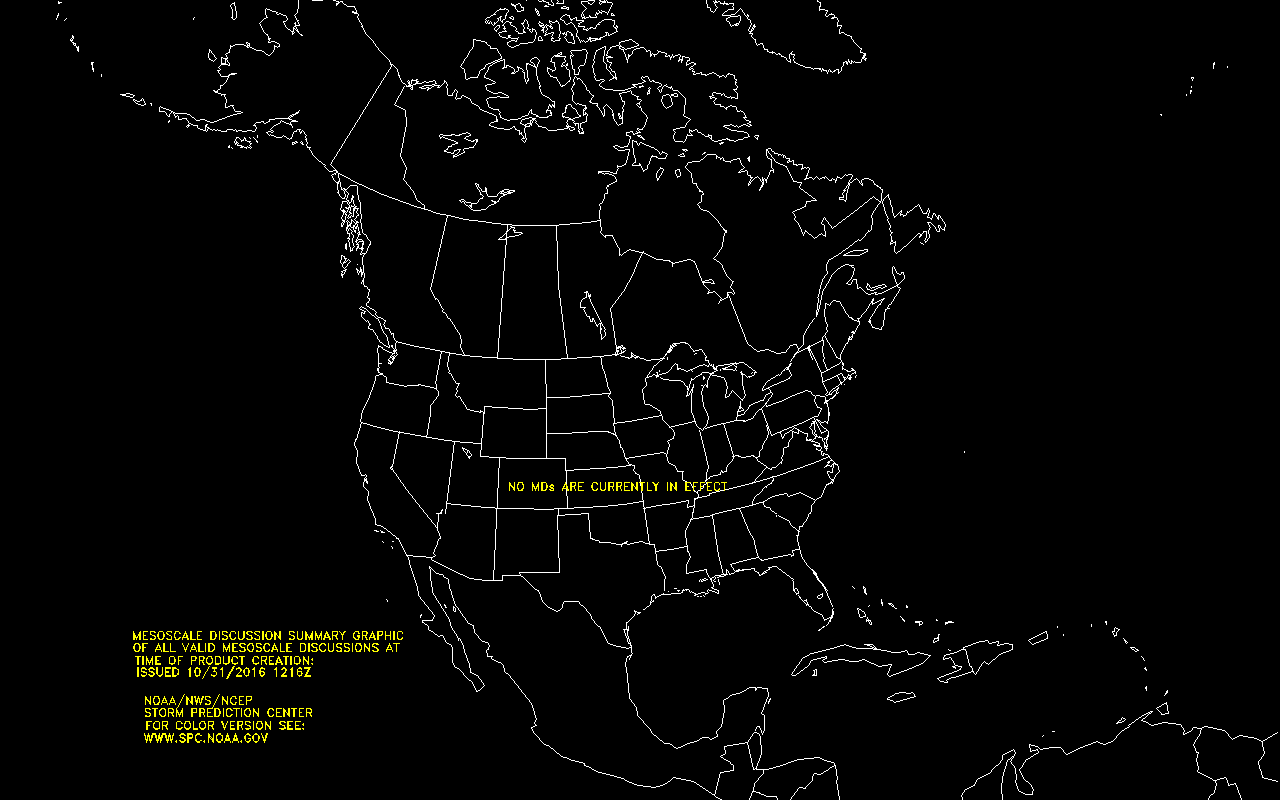 NO MDs ARE CURRENTLY IN EFFECT
MESOSCALE DISCUSSION SUMMARY GRAPHIC
OF ALL VALID MESOSCALE DISCUSSIONS AT
TIME OF PRODUCT CREATION:
ISSUED 10/31/2016 1216Z
NOAA/NWS/NCEP
STORM PREDICTION CENTER
FOR COLOR VERSION SEE:
WWW.SPC.NOAA.GOV